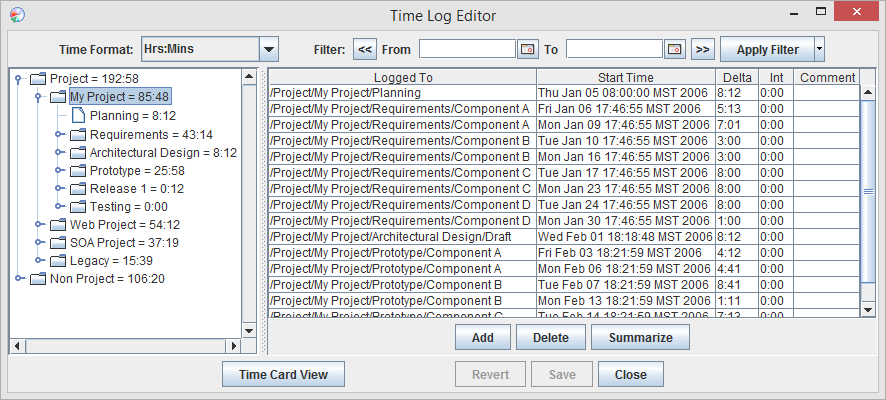 Time Log Editor
Time Format: Hrs:Mins Filter: << From To >> Apply Filter
Project = 192:58
My Project = 85:48
Planning = 8:12
Requirements = 43:14
Architectural Design = 8:12
Prototype = 25:58
Release 1 = 0:12
Testing = 0:00
Web Project = 54:12
SOA Project = 37:19
Legacy = 15:39
Non Project = 106:20
Logged To Start Time Delta Int Comment
/Project/My Project/Planning Thu Jan 05 08:00:00 MST 2006 8:12 0:00
/Project/My Project/Requirements/Component A Fri Jan 06 17:46:55 MST 2006 5:13 0:00
/Project/My Project/Requirements/Component A Mon Jan 09 17:46:55 MST 2006 7:01 0:00
/Project/My Project/Requirements/Component B Tue Jan 10 17:46:55 MST 2006 3:00 0:00
/Project/My Project/Requirements/Component B Mon Jan 16 17:46:55 MST 2006 3:00 0:00
/Project/My Project/Requirements/Component C Tue Jan 17 17:46:55 MST 2006 8:00 0:00
/Project/My Project/Requirements/Component C Mon Jan 23 17:46:55 MST 2006 8:00 0:00
/Project/My Project/Requirements/Component D Tue Jan 24 17:46:55 MST 2006 8:00 0:00
/Project/My Project/Requirements/Component D Mon Jan 30 17:46:55 MST 2006 1:00 0:00
/Project/My Project/Architectural Design/Draft Wed Feb 01 18:18:48 MST 2006 8:12 0:00
/Project/My Project/Prototype/Component A Fri Feb 03 18:21:59 MST 2006 4:12 0:00
/Project/My Project/Prototype/Component A Mon Feb 06 18:21:59 MST 2006 4:41 0:00
/Project/My Project/Prototype/Component B Tue Feb 07 18:21:59 MST 2006 8:41 0:00
/Project/My Project/Prototype/Component B Mon Feb 13 18:21:59 MST 2006 1:11 0:00
/Project/My Project/Prototype/Component C Tue Feb 14 18:21:59 MST 2006 7:13 0:00
Add Delete Summarize
Time Card View Revert Save Close